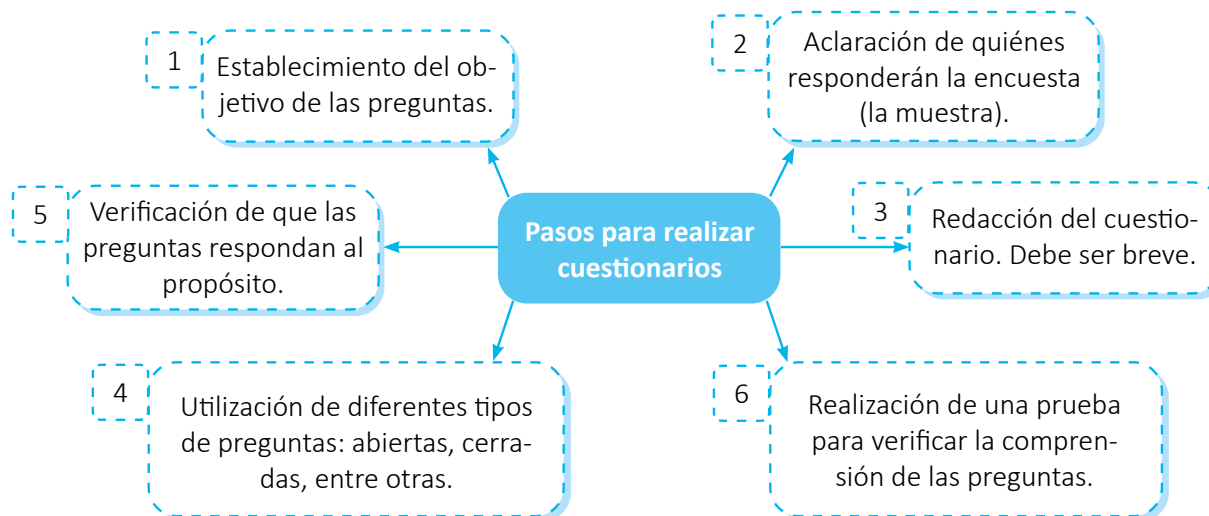 1
Establecimiento del ob-
jetivo de las preguntas.
2
Aclaración de quiénes
responderán la encuesta
(la muestra).
5
Verificación de que las
preguntas respondan al
propósito.
Pasos para realizar
cuestionarios
3
Redacción del cuestio-
nario. Debe ser breve.
4
Utilización de diferentes tipos
de preguntas: abiertas, cerra-
das, entre otras.
6
Realización de una prueba
para verificar la compren-
sión de las preguntas.